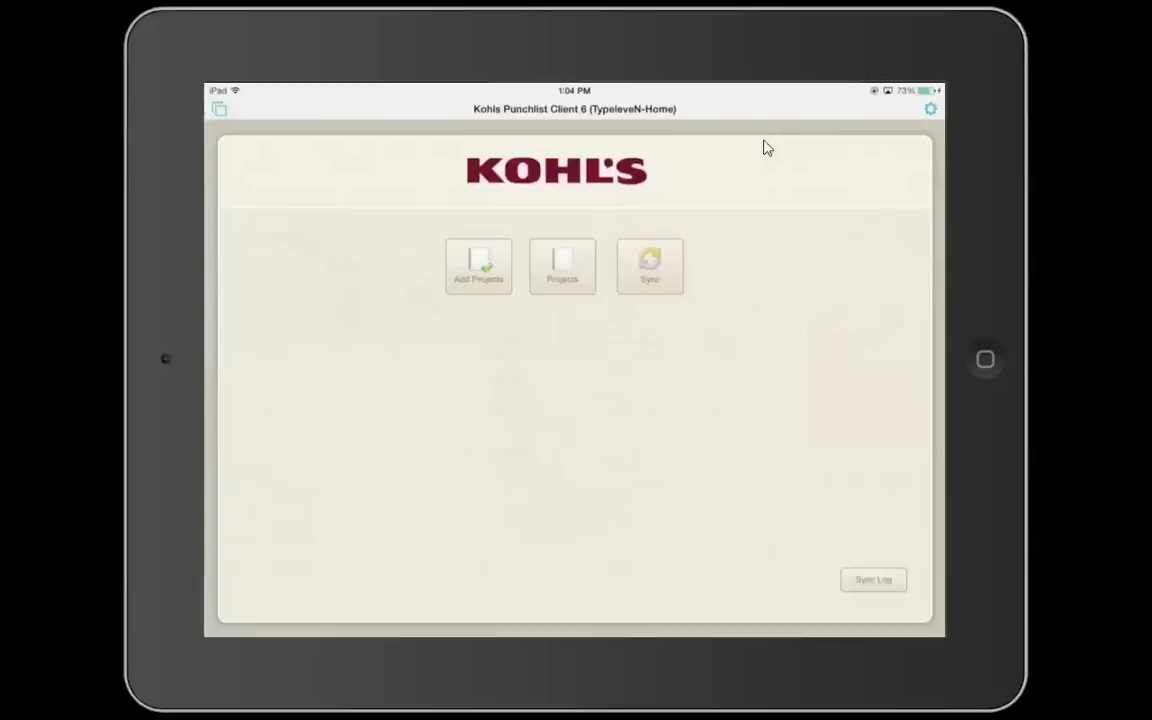 iPad
1:04 PM
73%
Kohls Punchlist Client 6 (TypeleveN-Home)
KOHL'S
Add Projects
Projects
Sync
Sync Log